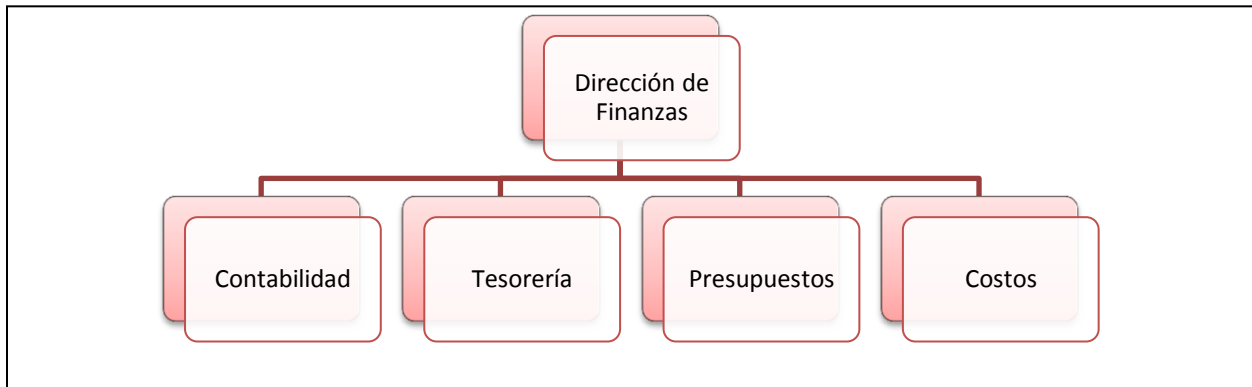 Dirección de
Finanzas
Contabilidad
Tesorería
Presupuestos
Costos